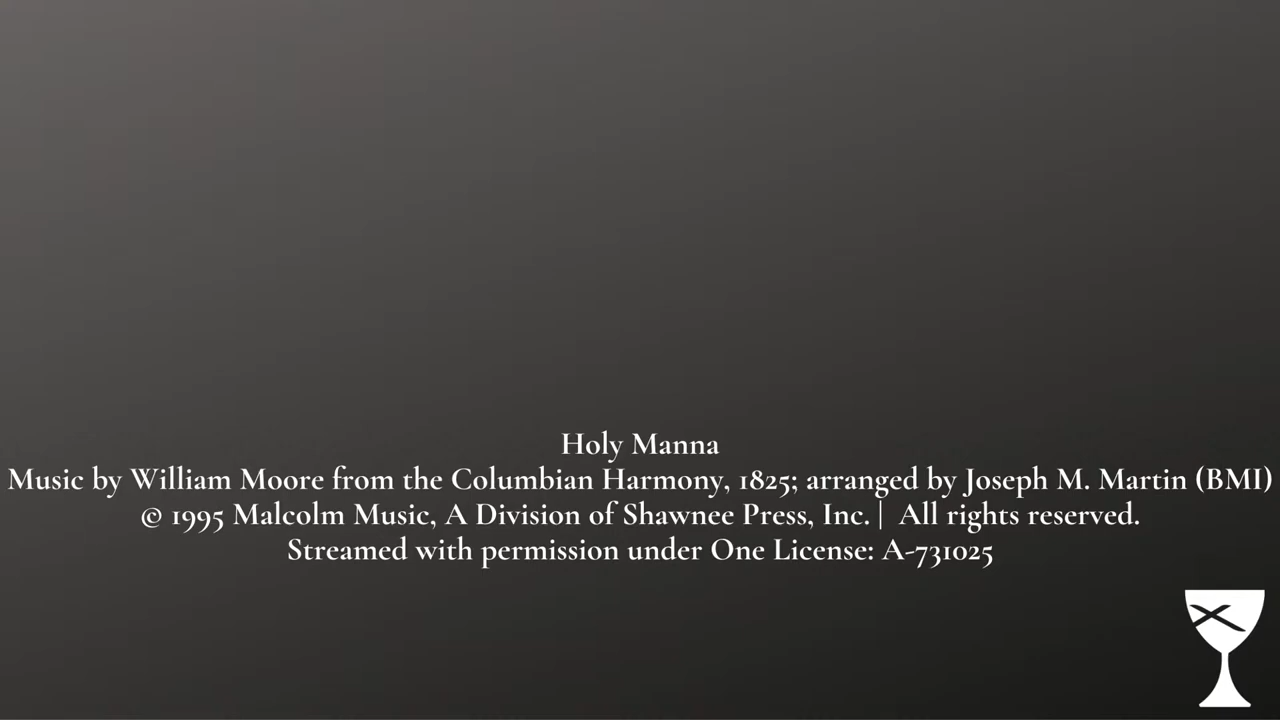 Holy Manna
Music by William Moore from the Columbian Harmony, 1825; arranged by Joseph M. Martin (BMI)
© 1995 Malcolm Music, A Division of Shawnee Press, Inc. | All rights reserved.
Streamed with permission under One License: A-731025